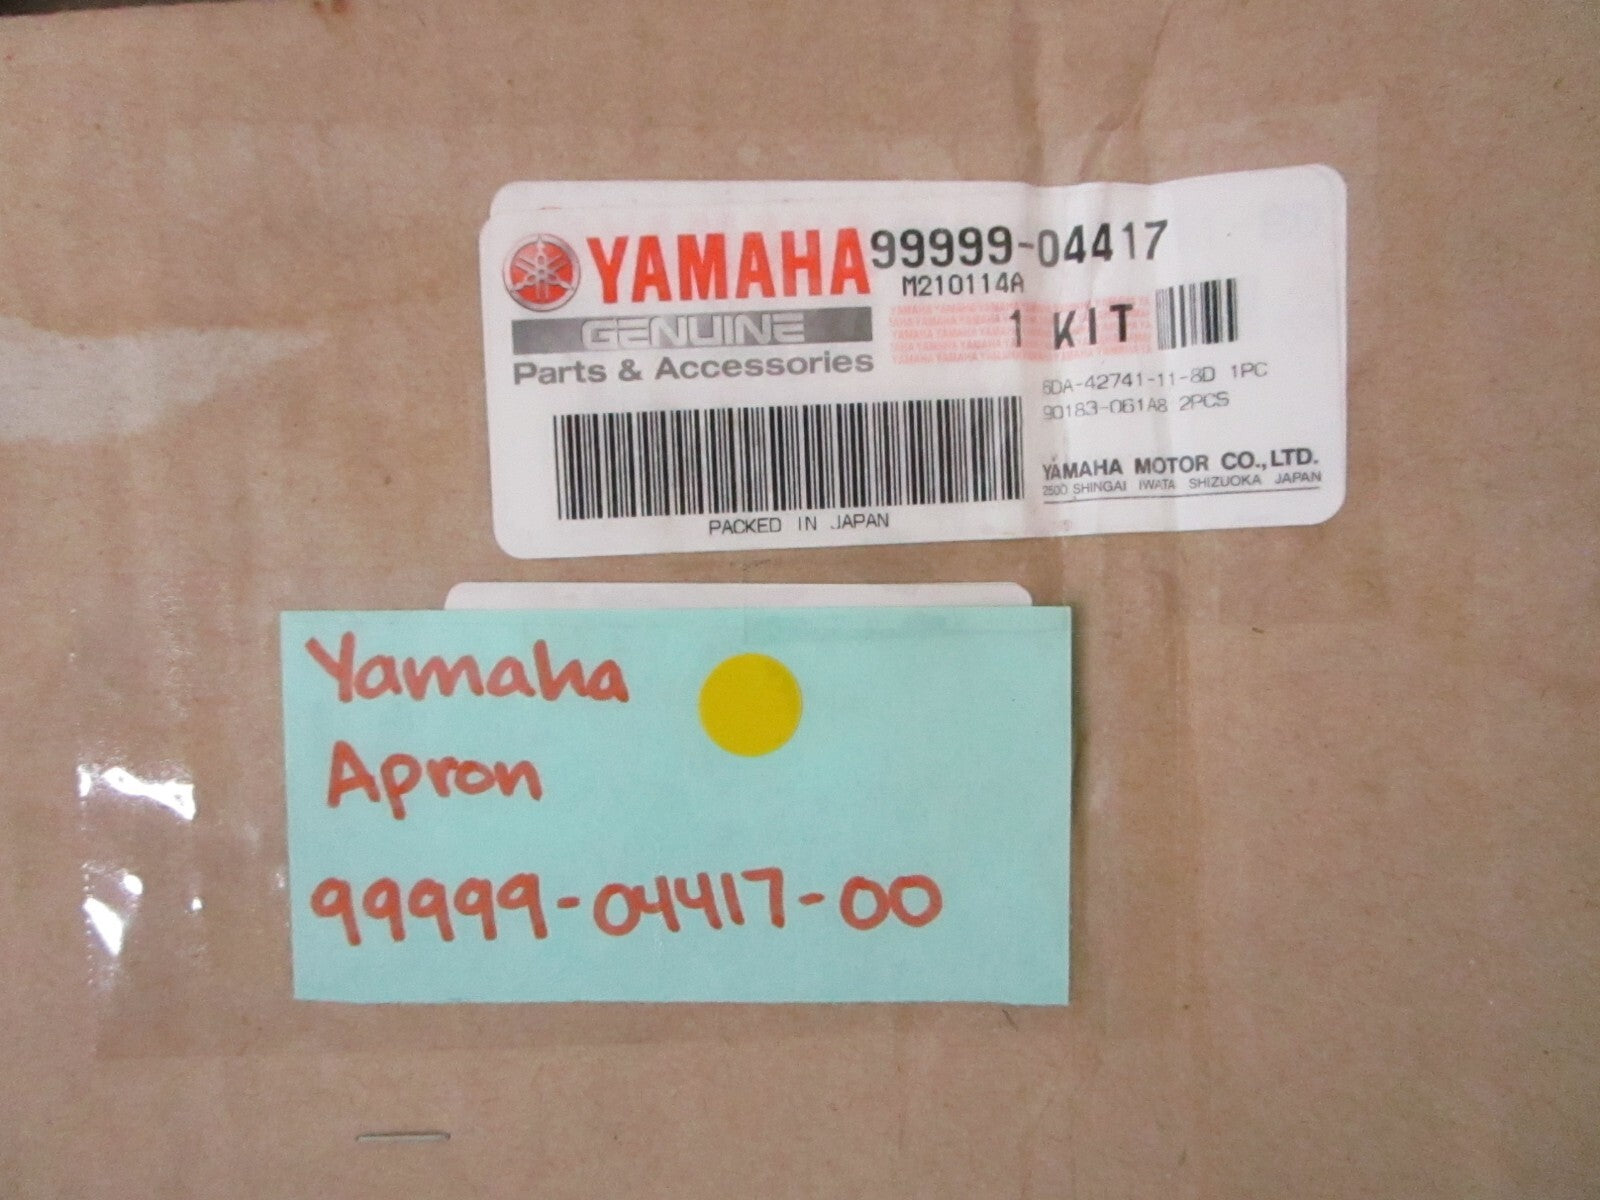 YAMAHA 99999-04417
M210114A
GENUINE
1 KIT
Parts & Accessories
6DA-42741-11-8D 1PC
90183-061A8 2PCS
YAMAHA MOTOR CO.,LTD.
2500 SHINGAI IWATA SHIZUOKA JAPAN
PACKED IN JAPAN
Yamaha
Apron
99999-04417-00